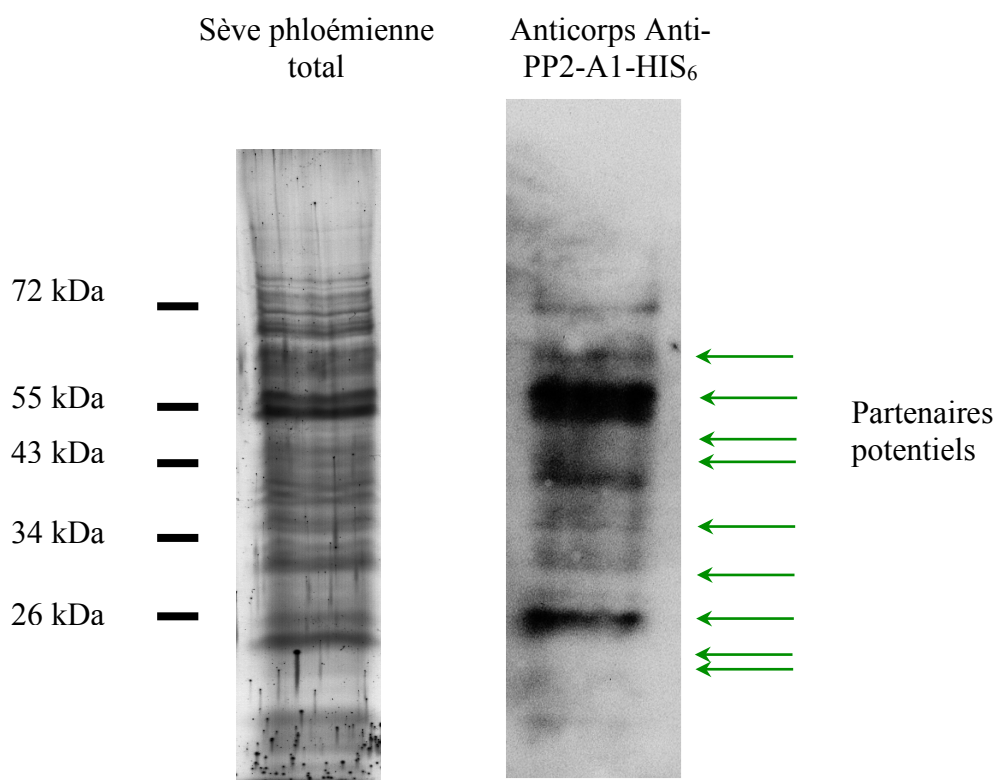 Sève phloémienne
total
Anticorps Anti-
PP2-A1-HIS₆
72 kDa
55 kDa
43 kDa
34 kDa
26 kDa
Partenaires
potentiels